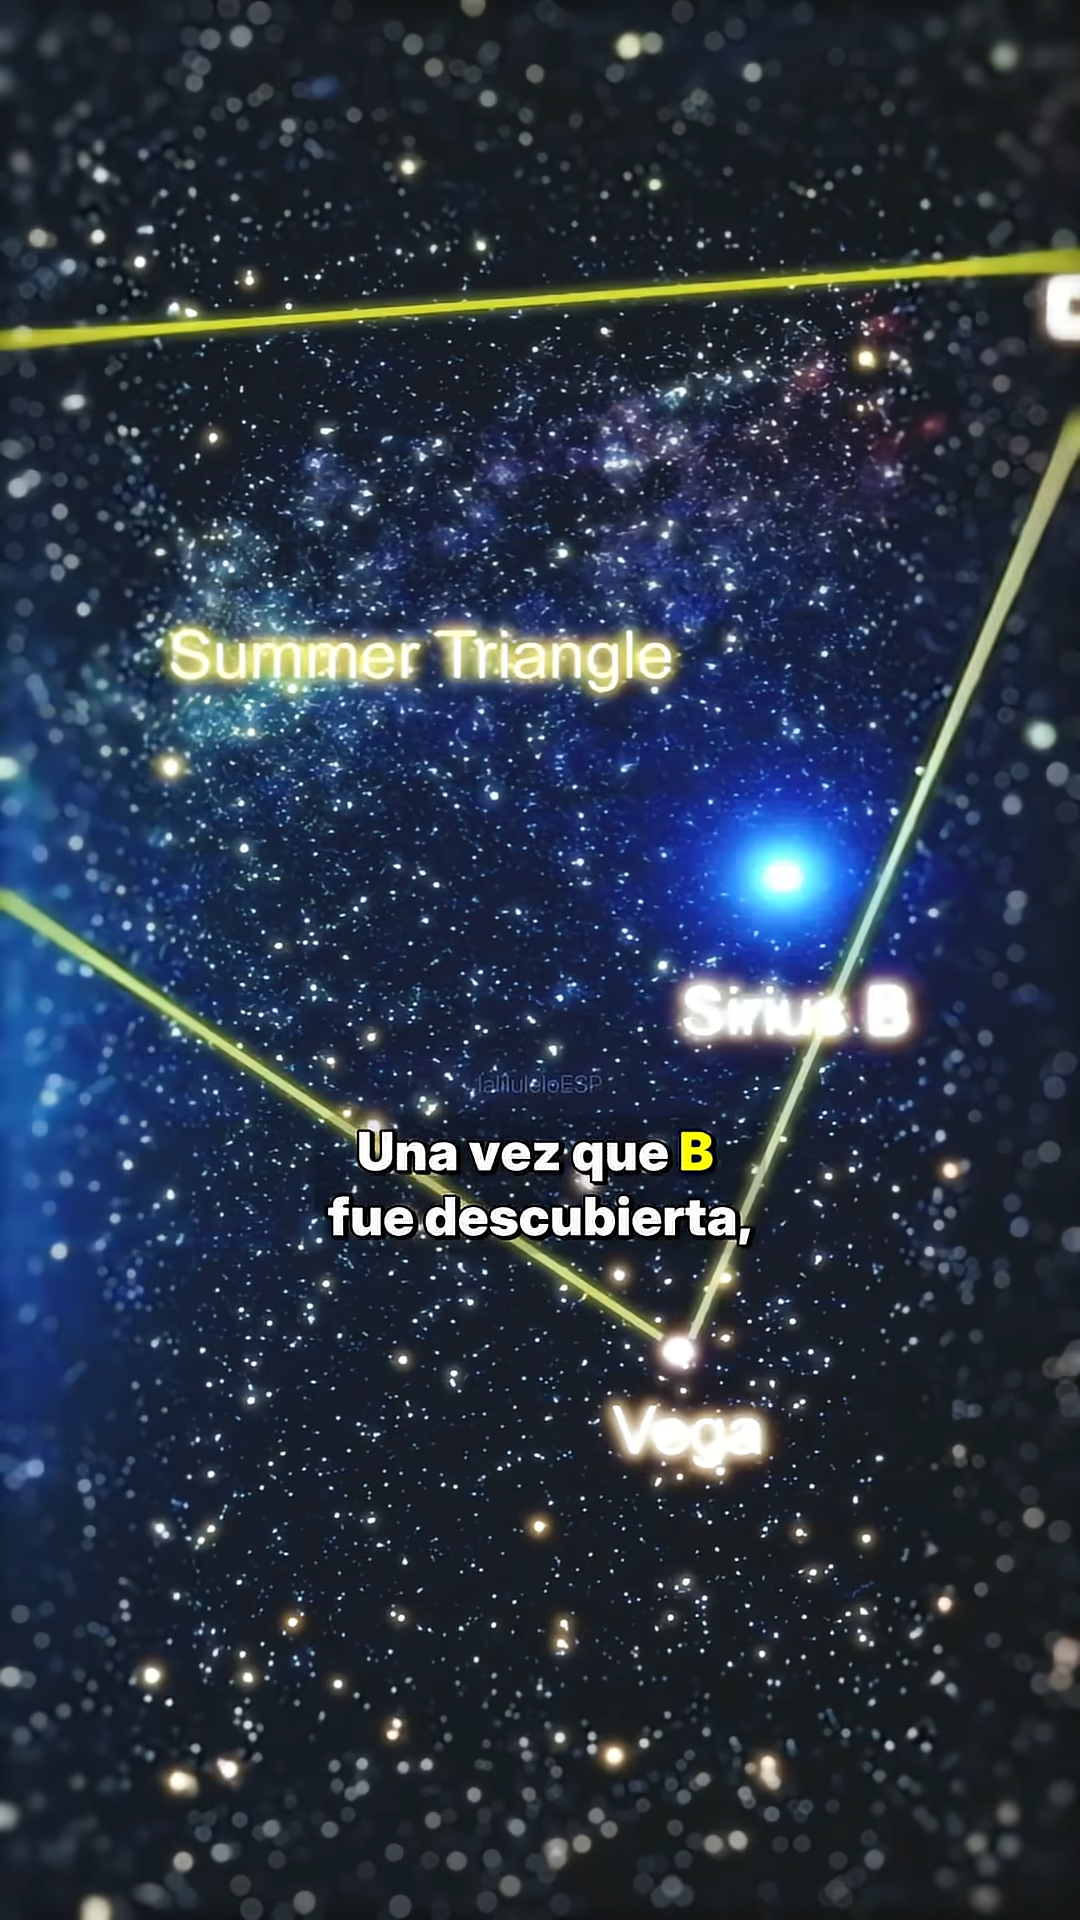 Summer Triangle
Sirius B
Una vez que B
fue descubierta,
Vega